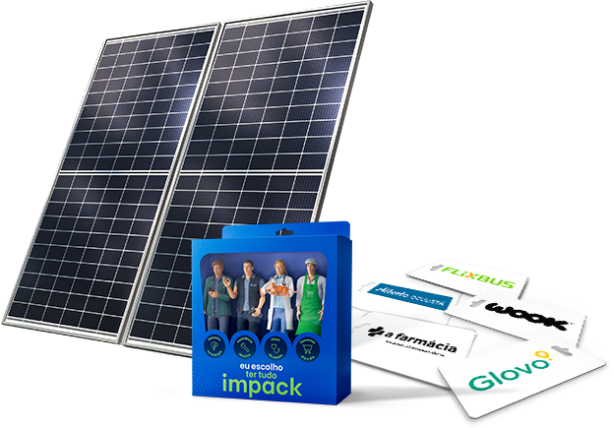 eu escolho
ter tudo
impack
FLiXBUS
Alberto oculista
WOOK
a farmácia
Glovo